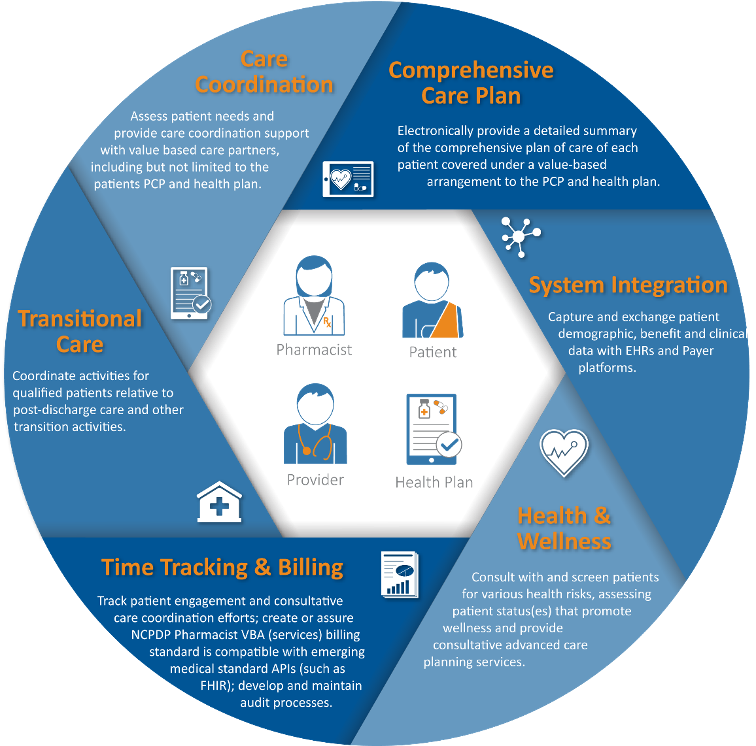 Care
Coordination
Assess patient needs and
provide care coordination support
with value based care partners,
including but not limited to the
patients PCP and health plan.
Comprehensive
Care Plan
Electronically provide a detailed summary
of the comprehensive plan of care of each
patient covered under a value-based
arrangement to the PCP and health plan.
System Integration
Capture and exchange patient
demographic, benefit and clinical
data with EHRs and Payer
platforms.
Transitional
Care
Coordinate activities for
qualified patients relative to
post-discharge care and other
transition activities.
Rx
Pharmacist
Patient
Provider
Health Plan
Health &
Wellness
Consult with and screen patients
for various health risks, assessing
patient status(es) that promote
wellness and provide
consultative advanced care
planning services.
Time Tracking & Billing
Track patient engagement and consultative
care coordination efforts; create or assure
NCPDP Pharmacist VBA (services) billing
standard is compatible with emerging
medical standard APIs (such as
FHIR); develop and maintain
audit processes.